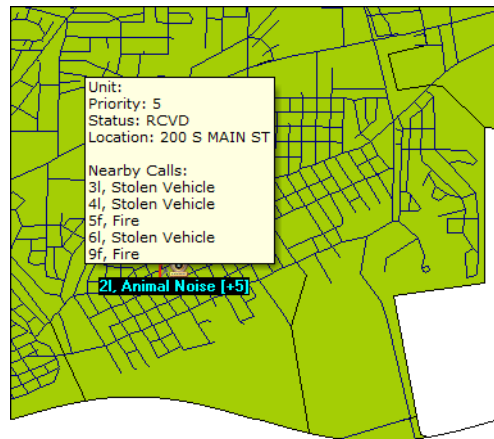 Unit:
Priority: 5
Status: RCVD
Location: 200 S MAIN ST
Nearby Calls:
3l, Stolen Vehicle
4l, Stolen Vehicle
5f, Fire
6l, Stolen Vehicle
9f, Fire
2l, Animal Noise [+5]